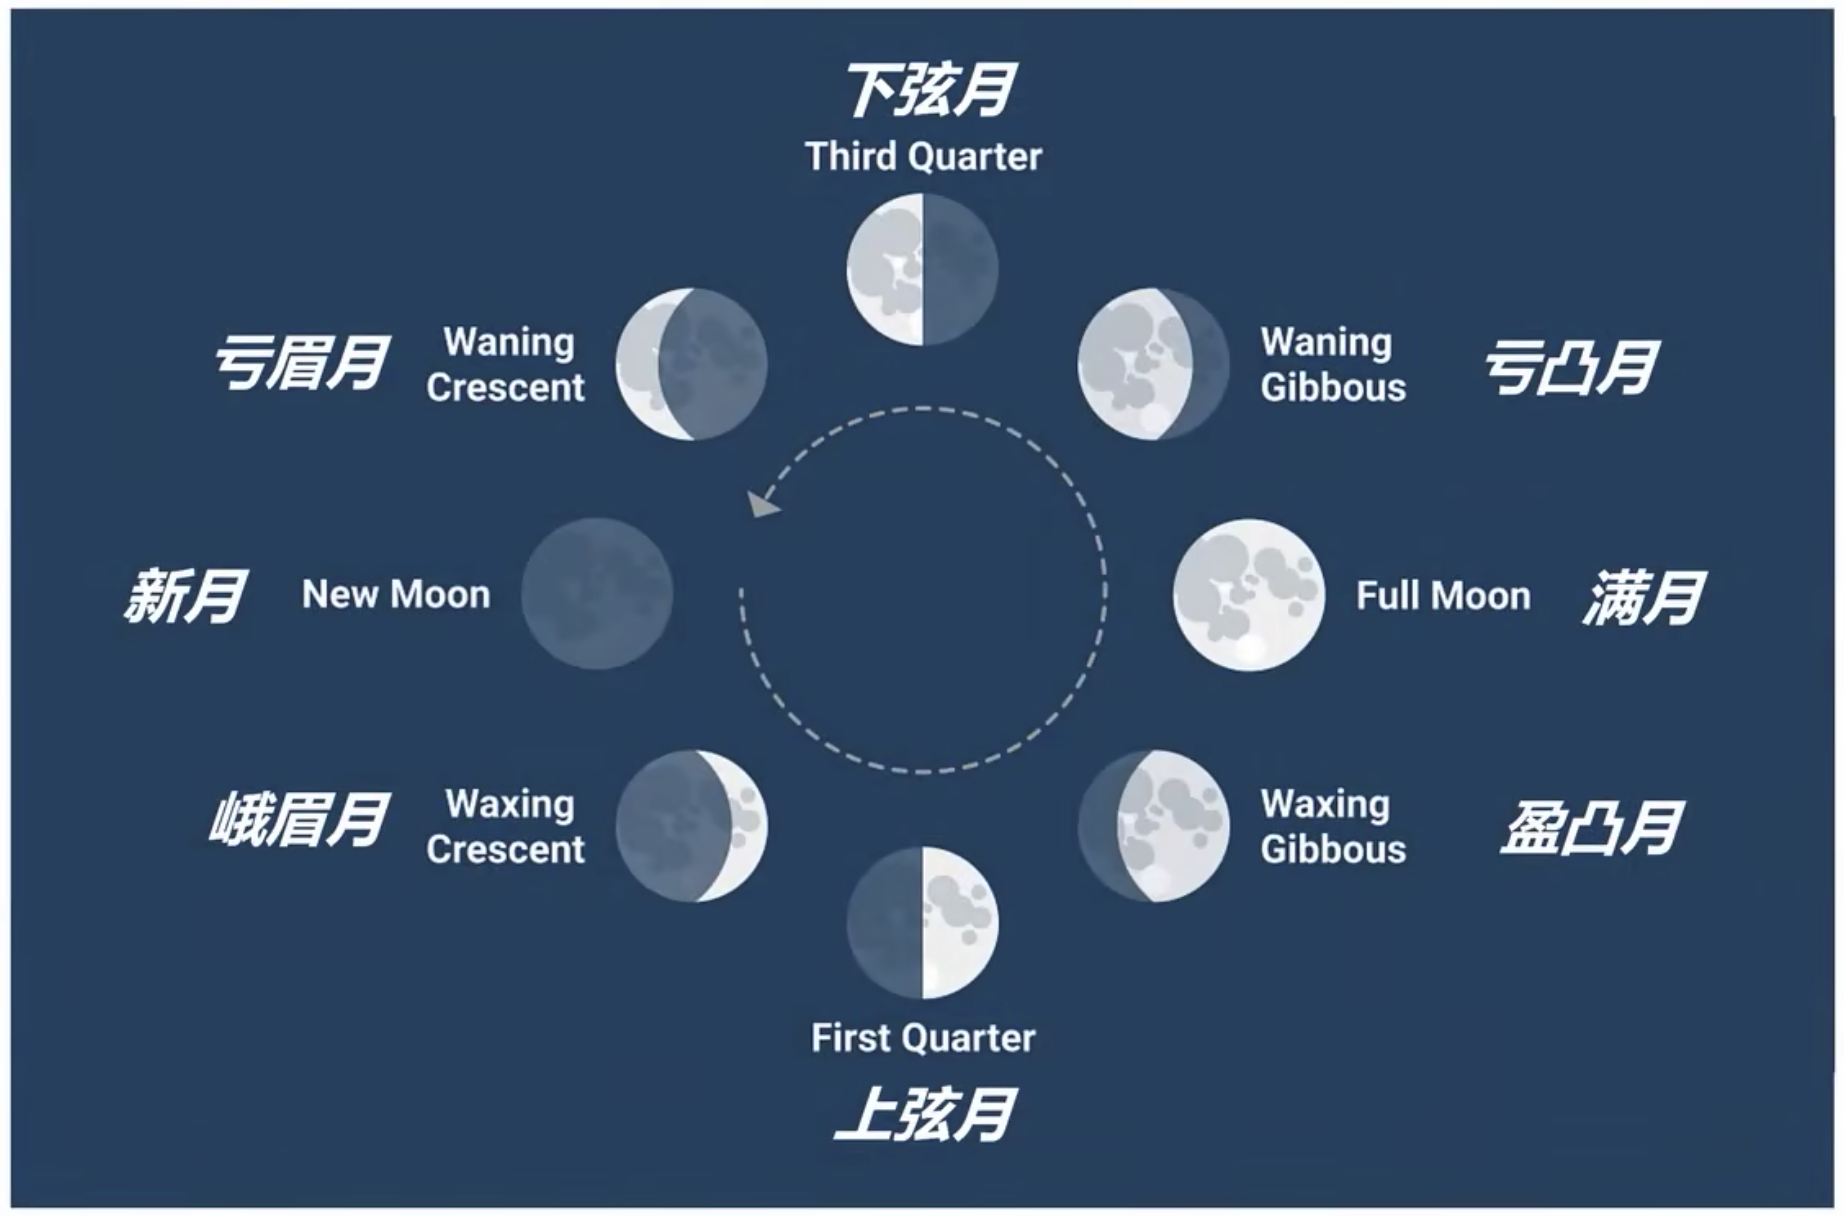 下弦月
Third Quarter
亏眉月
Waning
Crescent
Waning
Gibbous
亏凸月
新月
New Moon
Full Moon
满月
峨眉月
Waxing
Crescent
Waxing
Gibbous
盈凸月
First Quarter
上弦月